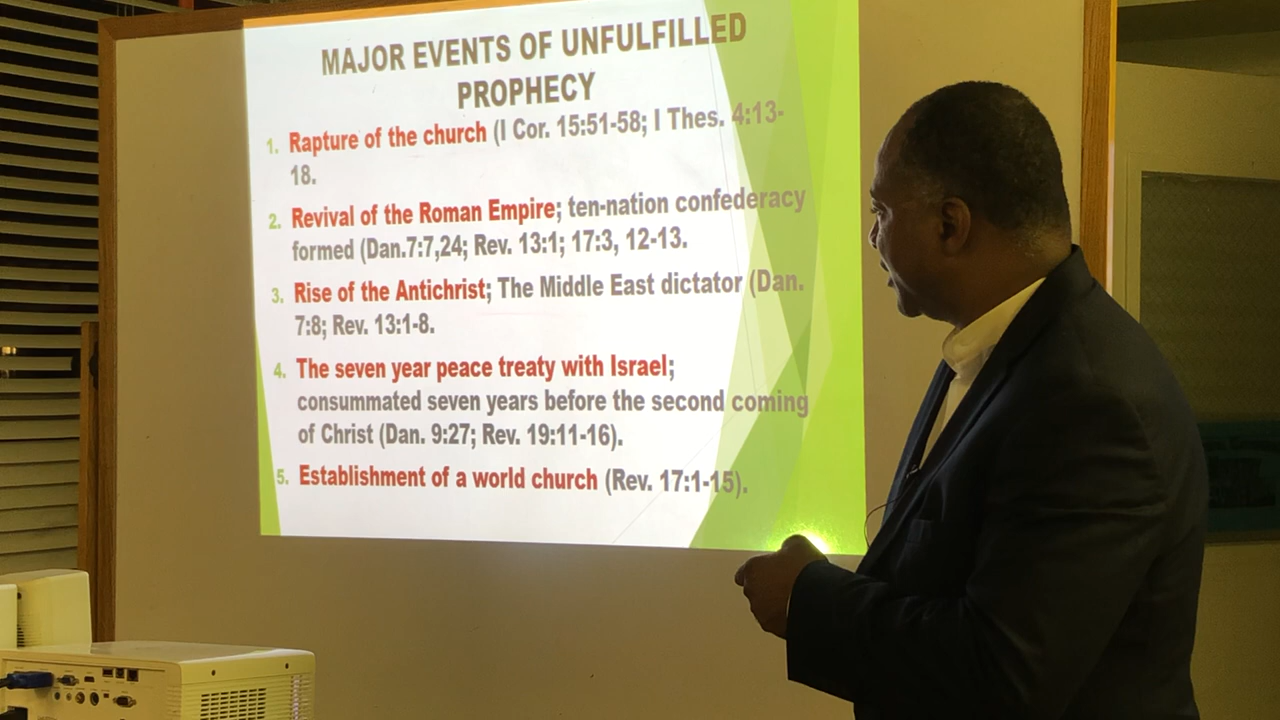 MAJOR EVENTS OF UNFULFILLED
PROPHECY
1. Rapture of the church (I Cor. 15:51-58; I Thes. 4:13-
18.
2. Revival of the Roman Empire; ten-nation confederacy
formed (Dan.7:7,24; Rev. 13:1; 17:3, 12-13.
3. Rise of the Antichrist; The Middle East dictator (Dan.
7:8; Rev. 13:1-8.
4. The seven year peace treaty with Israel;
consummated seven years before the second coming
of Christ (Dan. 9:27; Rev. 19:11-16).
5. Establishment of a world church (Rev. 17:1-15).